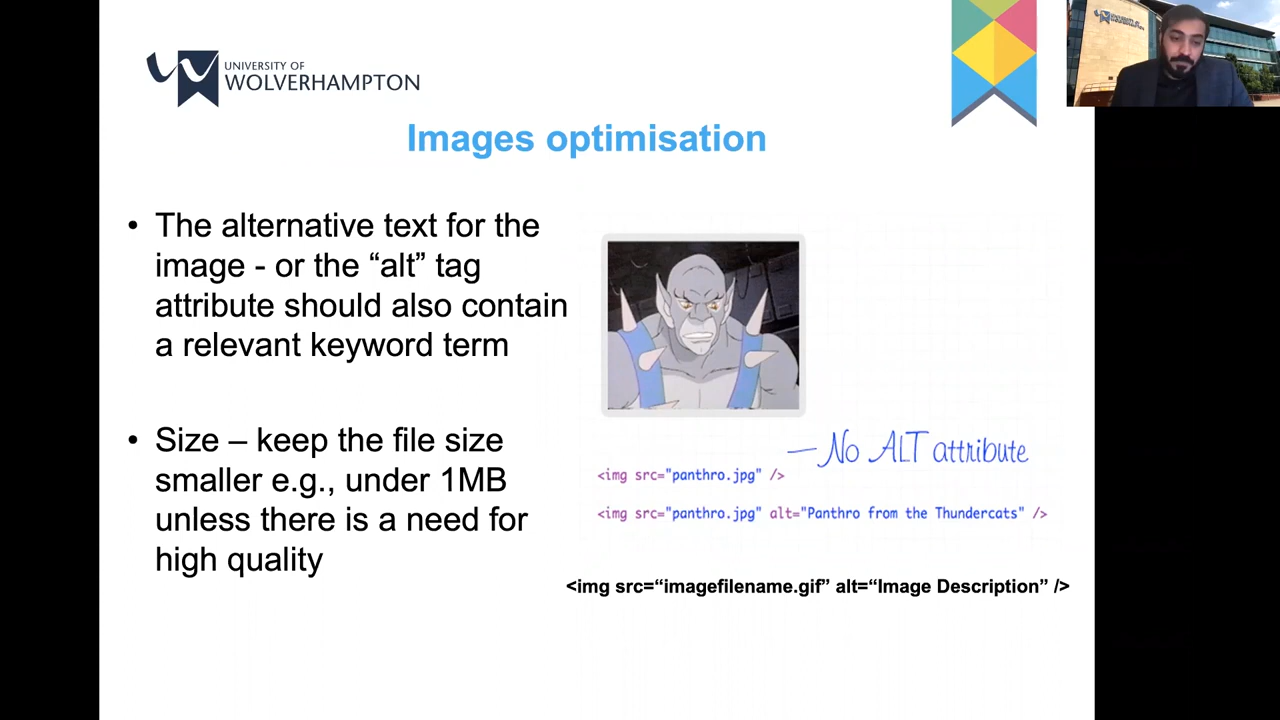 UNIVERSITY OF
WOLVERHAMPTON
Images optimisation
• The alternative text for the
image - or the “alt” tag
attribute should also contain
a relevant keyword term
• Size – keep the file size
smaller e.g., under 1MB
unless there is a need for
high quality
— No ALT attribute
<img src="panthro.jpg" />
<img src="panthro.jpg" alt="Panthro from the Thundercats" />
<img src=“imagefilename.gif” alt=“Image Description” />